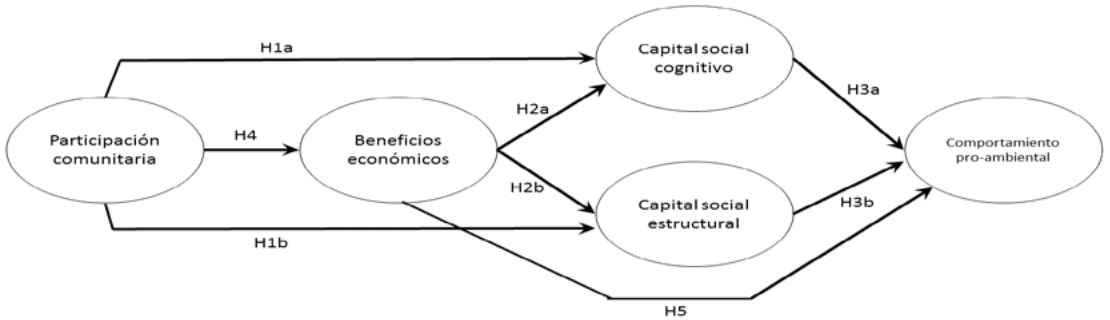 H1a
Capital social
cognitivo
H2a
H3a
Participación
comunitaria
H4
Beneficios
económicos
Comportamiento
pro-ambiental
H2b
Capital social
estructural
H3b
H1b
H5